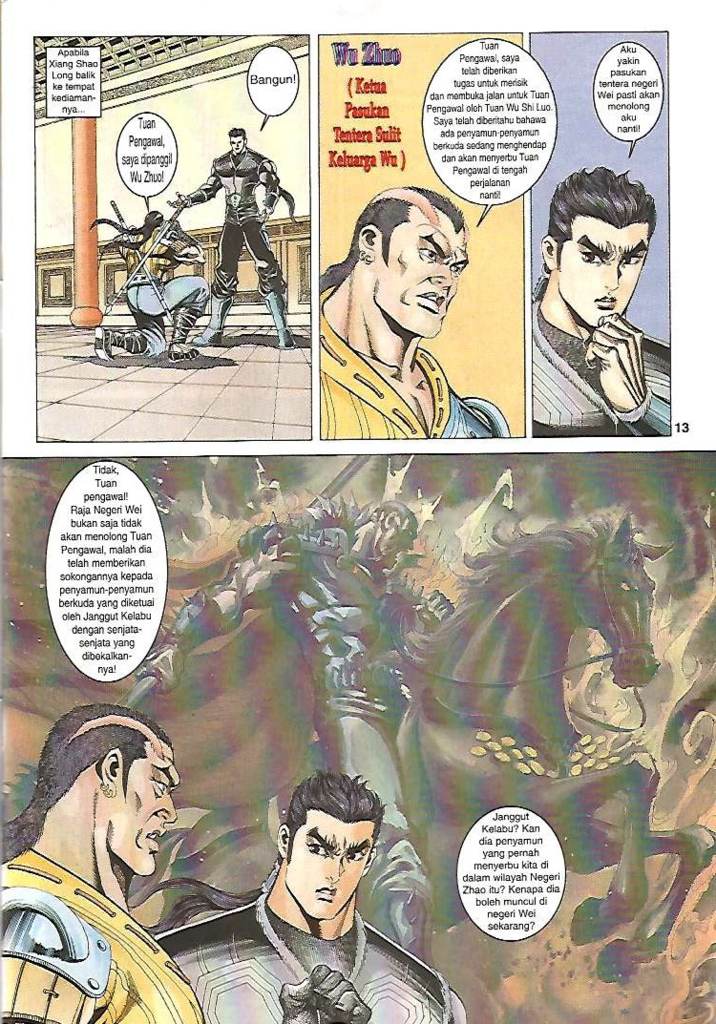 Apabila
Xiang Shao
Long balik
ke tempat
kediaman-
nya...
Bangun!
Tuan
Pengawal,
saya dipanggil
Wu Zhuo!
Wu Zhuo
( Ketua
Pasukan
Tentera Sulit
Keluarga Wu )
Tuan
Pengawal, saya
telah diberikan
tugas untuk merisik
dan membuka jalan untuk Tuan
Pengawal oleh Tuan Wu Shi Luo.
Saya telah diberitahu bahawa
ada penyamun-penyamun
berkuda sedang menghendap
dan akan menyerbu Tuan
Pengawal di tengah
perjalanan
nanti!
Aku
yakin
pasukan
tentera negeri
Wei pasti akan
menolong
aku
nanti!
13
Tidak,
Tuan
pengawal!
Raja Negeri Wei
bukan saja tidak
akan menolong Tuan
Pengawal, malah dia
telah memberikan
sokongannya kepada
penyamun-penyamun
berkuda yang diketuai
oleh Janggut Kelabu
dengan senjata-
senjata yang
dibekalkan-
nya!
Janggut
Kelabu? Kan
dia penyamun
yang pernah
menyerbu kita di
dalam wilayah Negeri
Zhao itu? Kenapa dia
boleh muncul di
negeri Wei
sekarang?